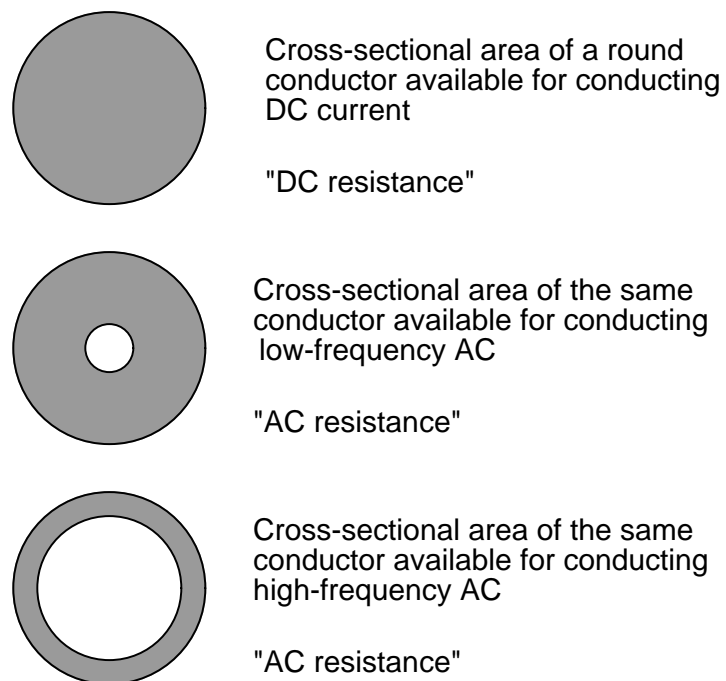 Cross-sectional area of a round
conductor available for conducting
DC current
"DC resistance"
Cross-sectional area of the same
conductor available for conducting
low-frequency AC
"AC resistance"
Cross-sectional area of the same
conductor available for conducting
high-frequency AC
"AC resistance"